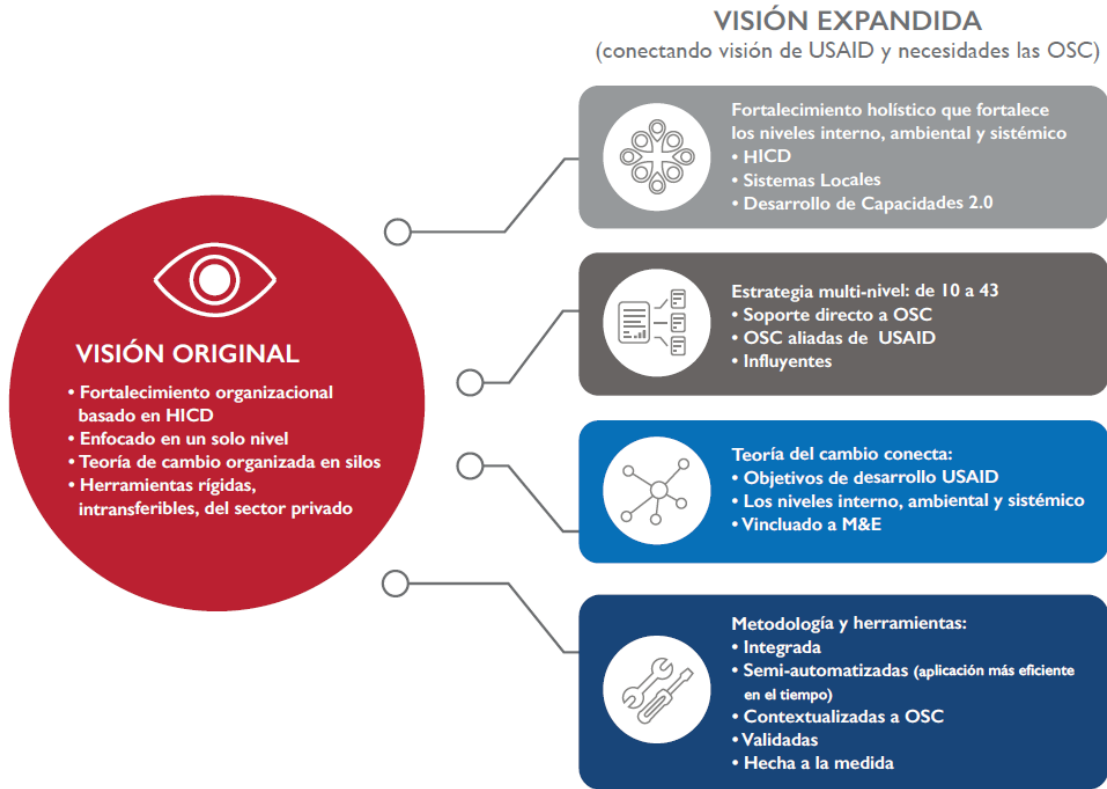 VISIÓN EXPANDIDA
(conectando visión de USAID y necesidades las OSC)
VISIÓN ORIGINAL
• Fortalecimiento organizacional
basado en HICD
• Enfocado en un solo nivel
• Teoría de cambio organizada en silos
• Herramientas rígidas,
intransferibles, del sector privado
Fortalecimiento holístico que fortalece
los niveles interno, ambiental y sistémico
• HICD
• Sistemas Locales
• Desarrollo de Capacidades 2.0
Estrategia multi-nivel: de 10 a 43
• Soporte directo a OSC
• OSC aliadas de USAID
• Influyentes
Teoría del cambio conecta:
• Objetivos de desarrollo USAID
• Los niveles interno, ambiental y sistémico
• Vincluado a M&E
Metodología y herramientas:
• Integrada
• Semi-automatizadas (aplicación más eficiente
en el tiempo)
• Contextualizadas a OSC
• Validadas
• Hecha a la medida